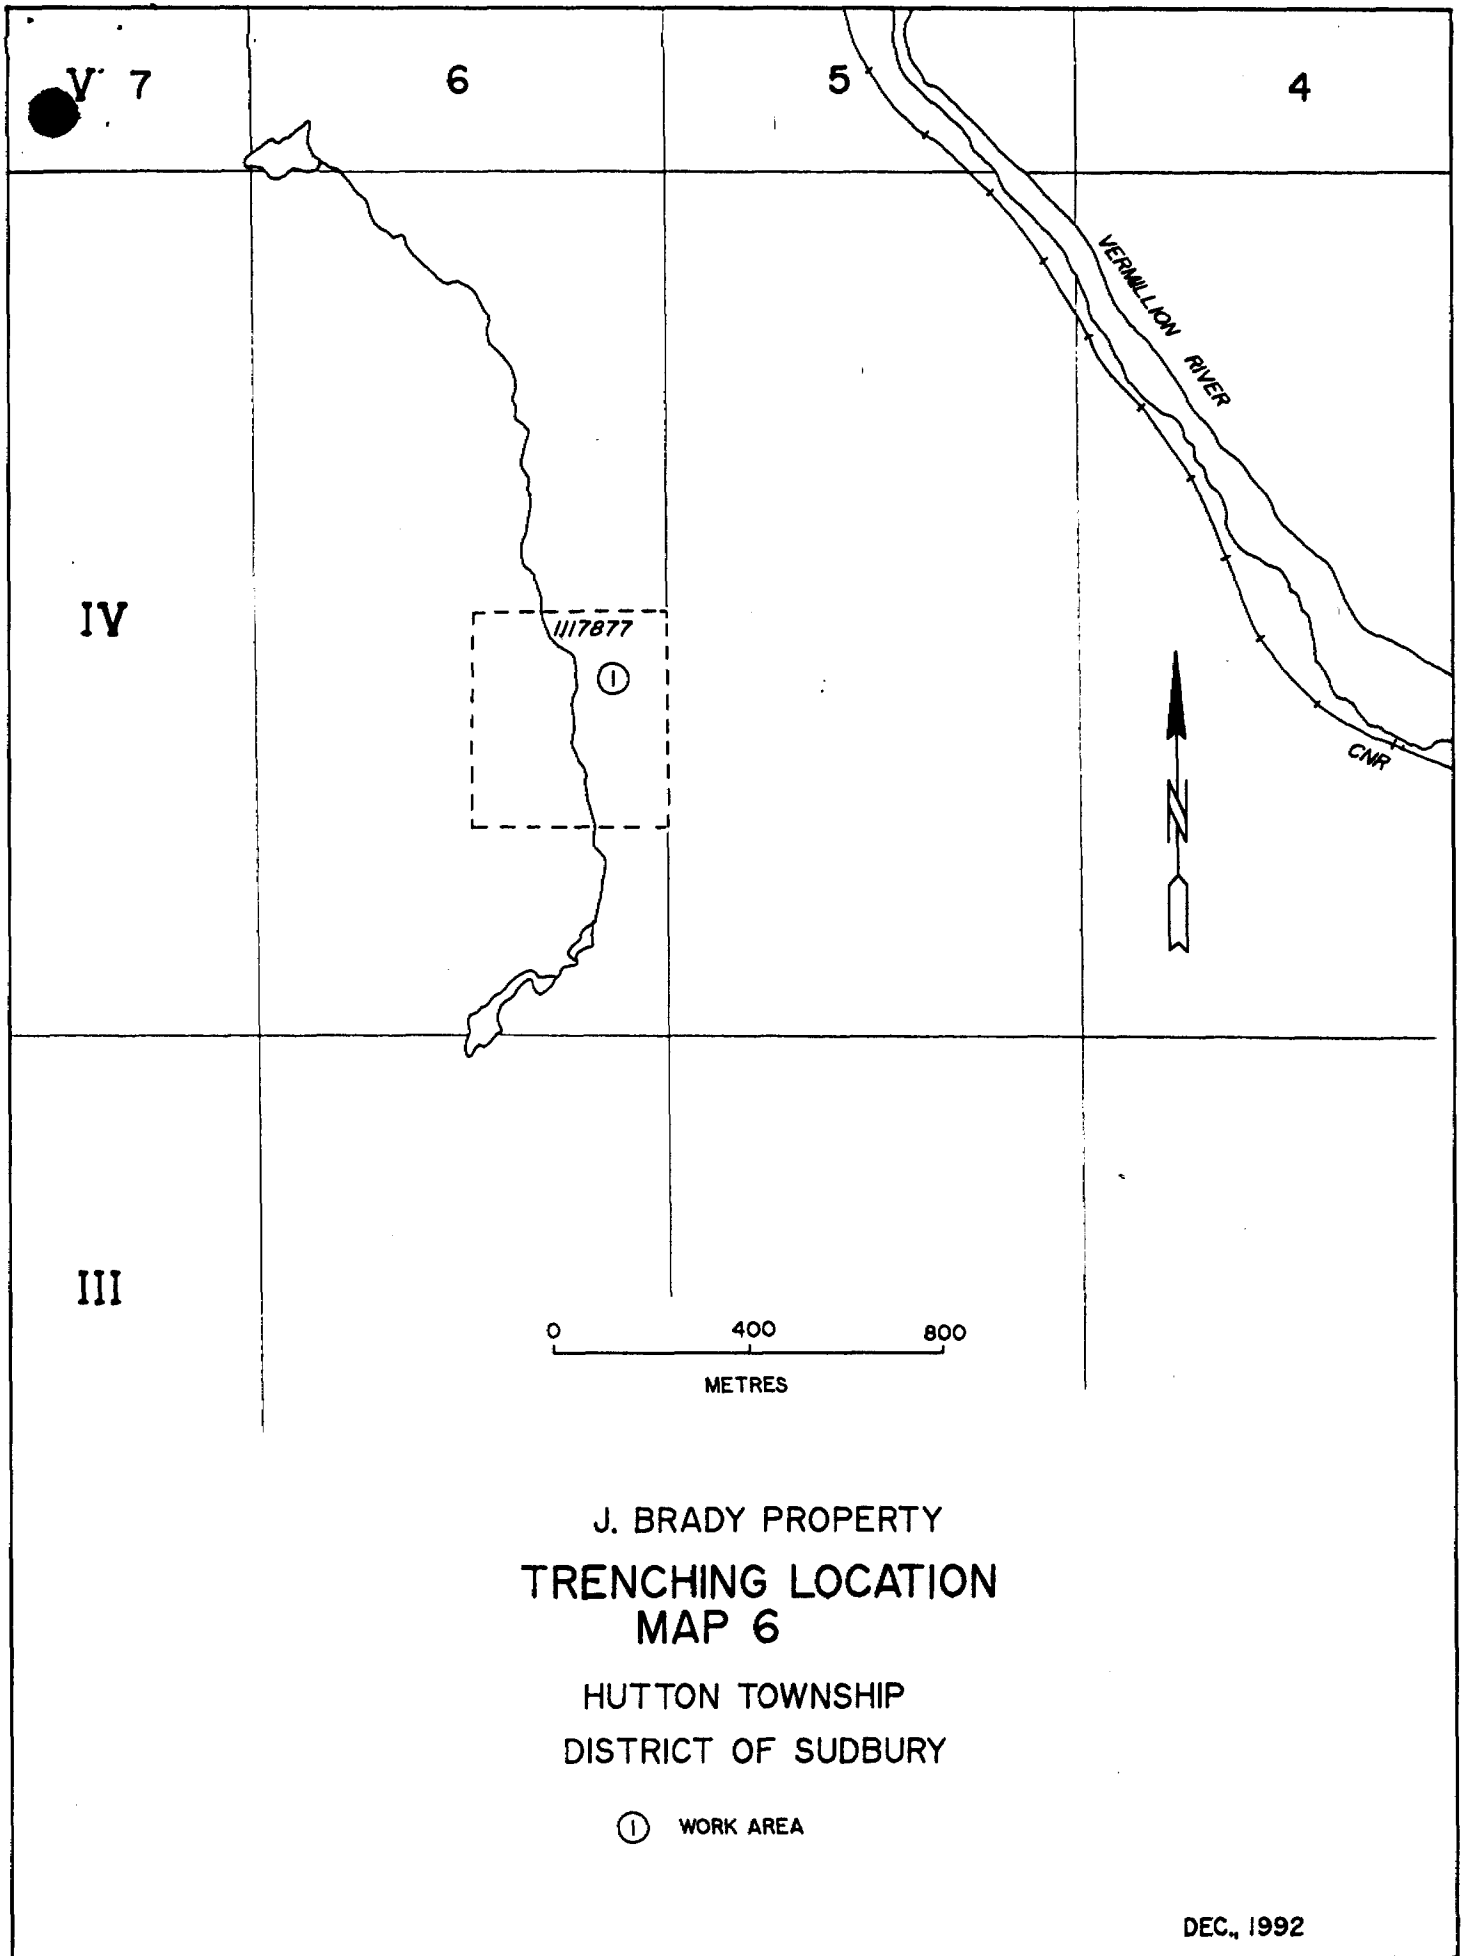 V 7 6 5 4
VERMILLION RIVER
IV
1117877
1
CNR
N
III
0 400 800
METRES
J. BRADY PROPERTY
TRENCHING LOCATION
MAP 6
HUTTON TOWNSHIP
DISTRICT OF SUDBURY
1 WORK AREA
DEC., 1992